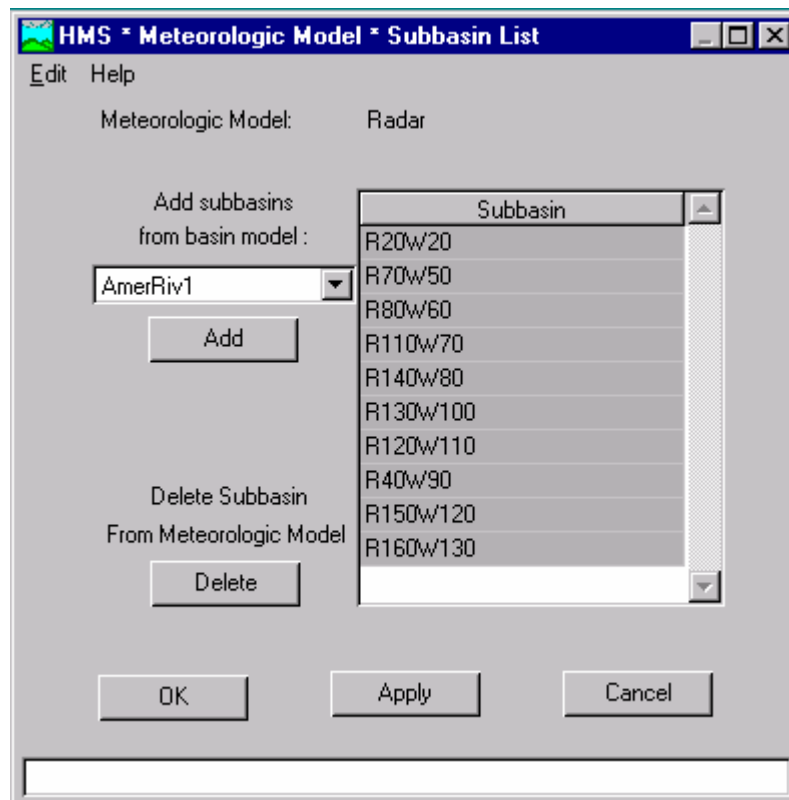 HMS * Meteorologic Model * Subbasin List
Edit Help
Meteorologic Model: Radar
Add subbasins
from basin model :
AmerRiv1
Add
Subbasin
R20W20
R70W50
R80W60
R110W70
R140W80
R130W100
R120W110
R40W90
R150W120
R160W130
Delete Subbasin
From Meteorologic Model
Delete
OK Apply Cancel